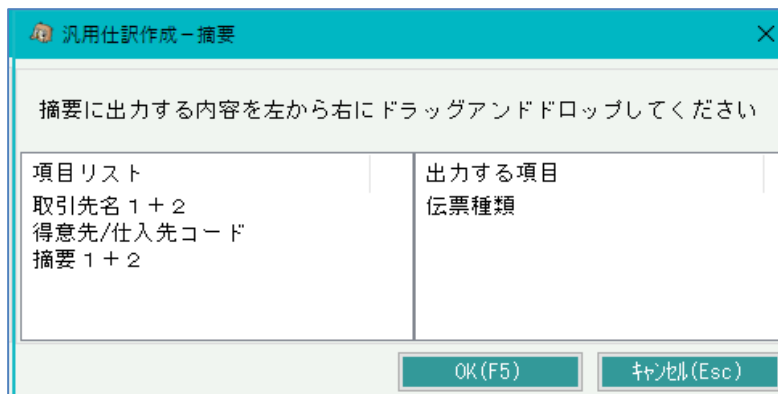 汎用仕訳作成－摘要
摘要に出力する内容を左から右にドラッグアンドドロップしてください
項目リスト
取引先名１＋２
得意先/仕入先コード
摘要１＋２
出力する項目
伝票種類
OK(F5)
ｷｬﾝｾﾙ(Esc)